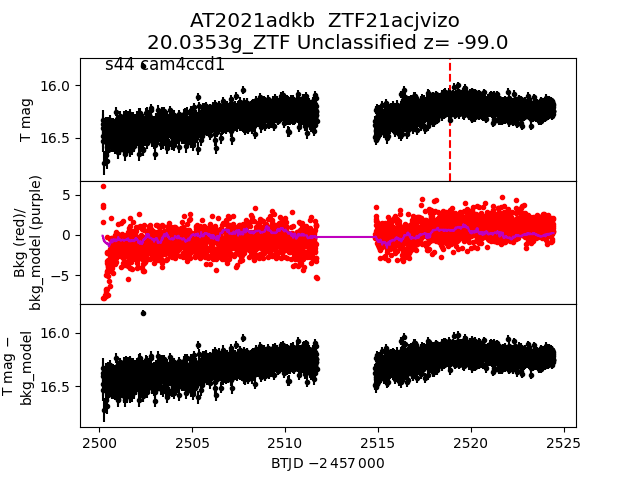 AT2021adkb  ZTF21acjvizo
20.0353g_ZTF Unclassified z= -99.0
s44 cam4ccd1
T mag
16.0
16.5
Bkg (red)/
bkg_model (purple)
5
0
−5
T mag −
bkg_model
16.0
16.5
2500
2505
2510
2515
2520
2525
BTJD −2 457 000